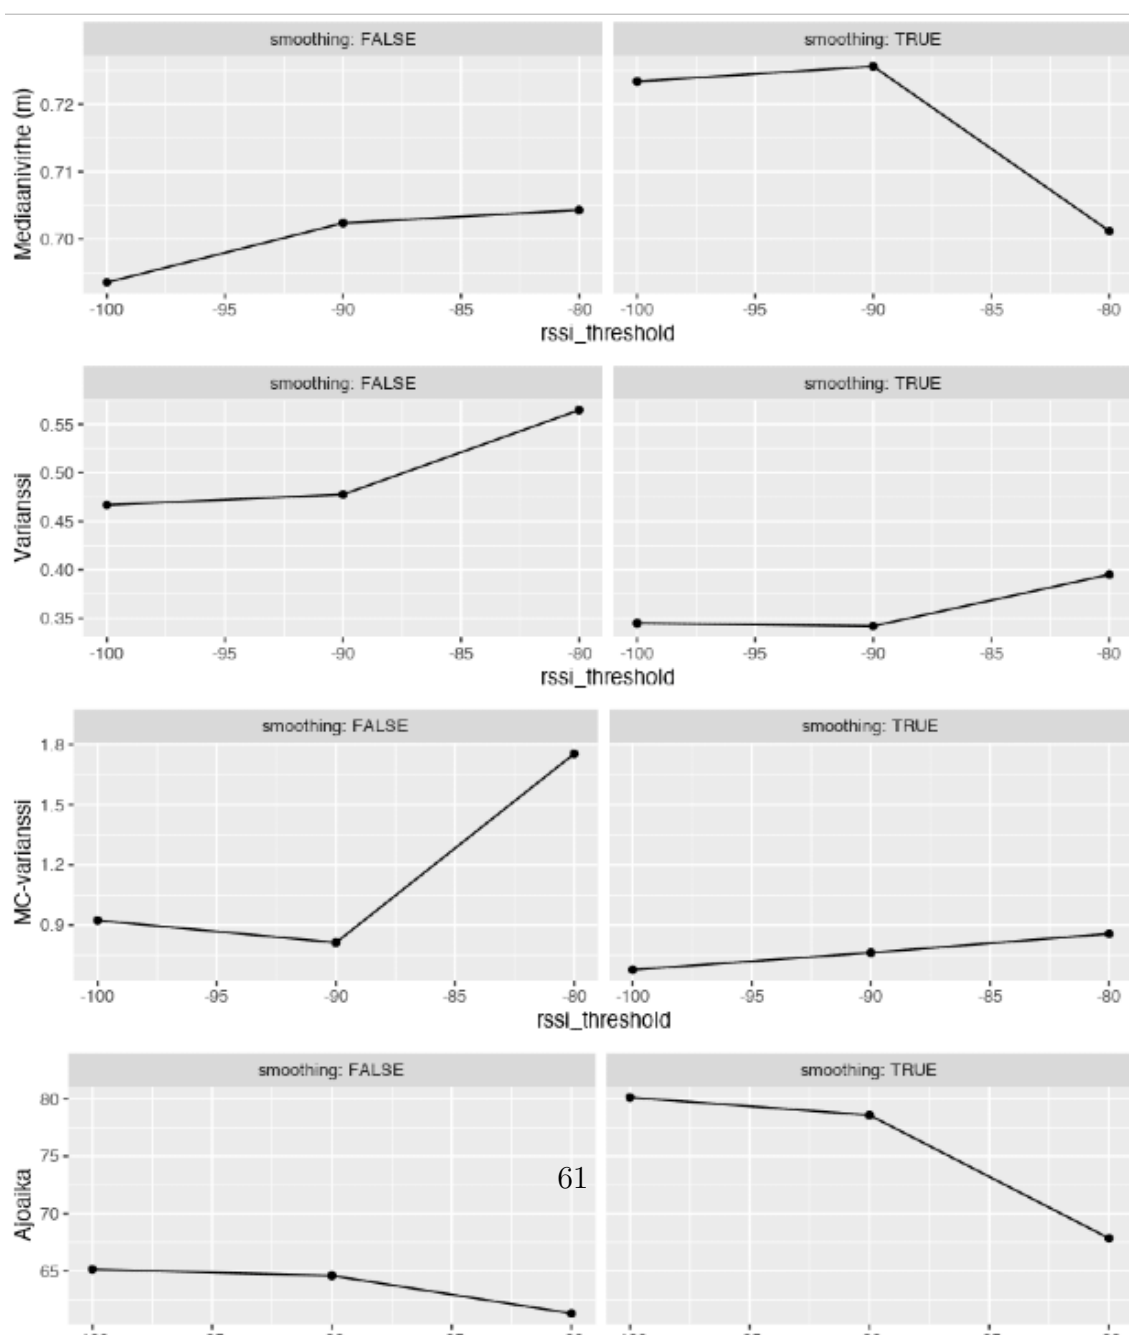 smoothing: FALSE smoothing: TRUE
Mediaanivirhe (m)
0.72
0.71
0.70
-100 -95 -90 -85 -80 -100 -95 -90 -85 -80
rssi_threshold
smoothing: FALSE smoothing: TRUE
Varianssi
0.55
0.50
0.45
0.40
0.35
-100 -95 -90 -85 -80 -100 -95 -90 -85 -80
rssi_threshold
smoothing: FALSE smoothing: TRUE
MC-varianssi
1.8
1.5
1.2
0.9
-100 -95 -90 -85 -80 -100 -95 -90 -85 -80
rssi_threshold
smoothing: FALSE smoothing: TRUE
Ajoaika
80
75
70
65
61